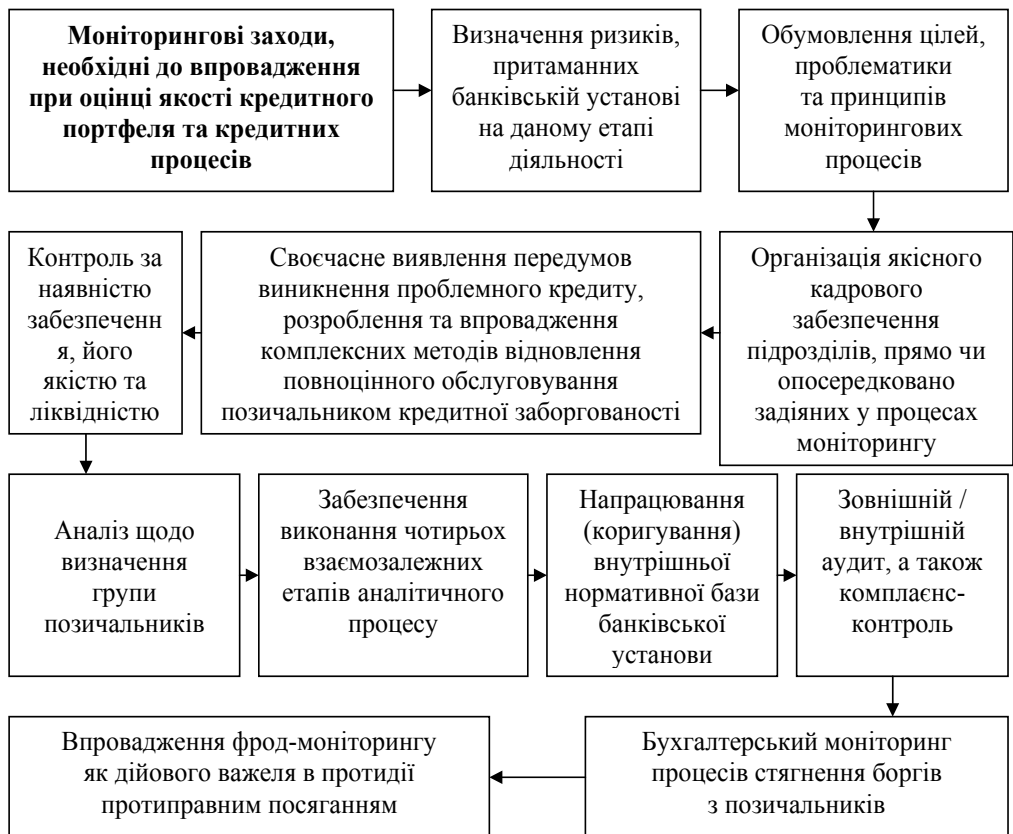 Моніторингові заходи,
необхідні до впровадження
при оцінці якості кредитного
портфеля та кредитних
процесів
Визначення ризиків,
притаманних
банківській установі
на даному етапі
діяльності
Обумовлення цілей,
проблематики
та принципів
моніторингових
процесів
Організація якісного
кадрового
забезпечення
підрозділів, прямо чи
опосередковано
задіяних у процесах
моніторингу
Своєчасне виявлення передумов
виникнення проблемного кредиту,
розроблення та впровадження
комплексних методів відновлення
повноцінного обслуговування
позичальником кредитної заборгованості
Контроль за
наявністю
забезпеченн
я, його
якістю та
ліквідністю
Аналіз щодо
визначення
групи
позичальників
Забезпечення
виконання чотирьох
взаємозалежних
етапів аналітичного
процесу
Напрацювання
(коригування)
внутрішньої
нормативної бази
банківської
установи
Зовнішній /
внутрішній
аудит, а також
комплаєнс-
контроль
Бухгалтерський моніторинг
процесів стягнення боргів
з позичальників
Впровадження фрод-моніторингу
як дійового важеля в протидії
протиправним посяганням